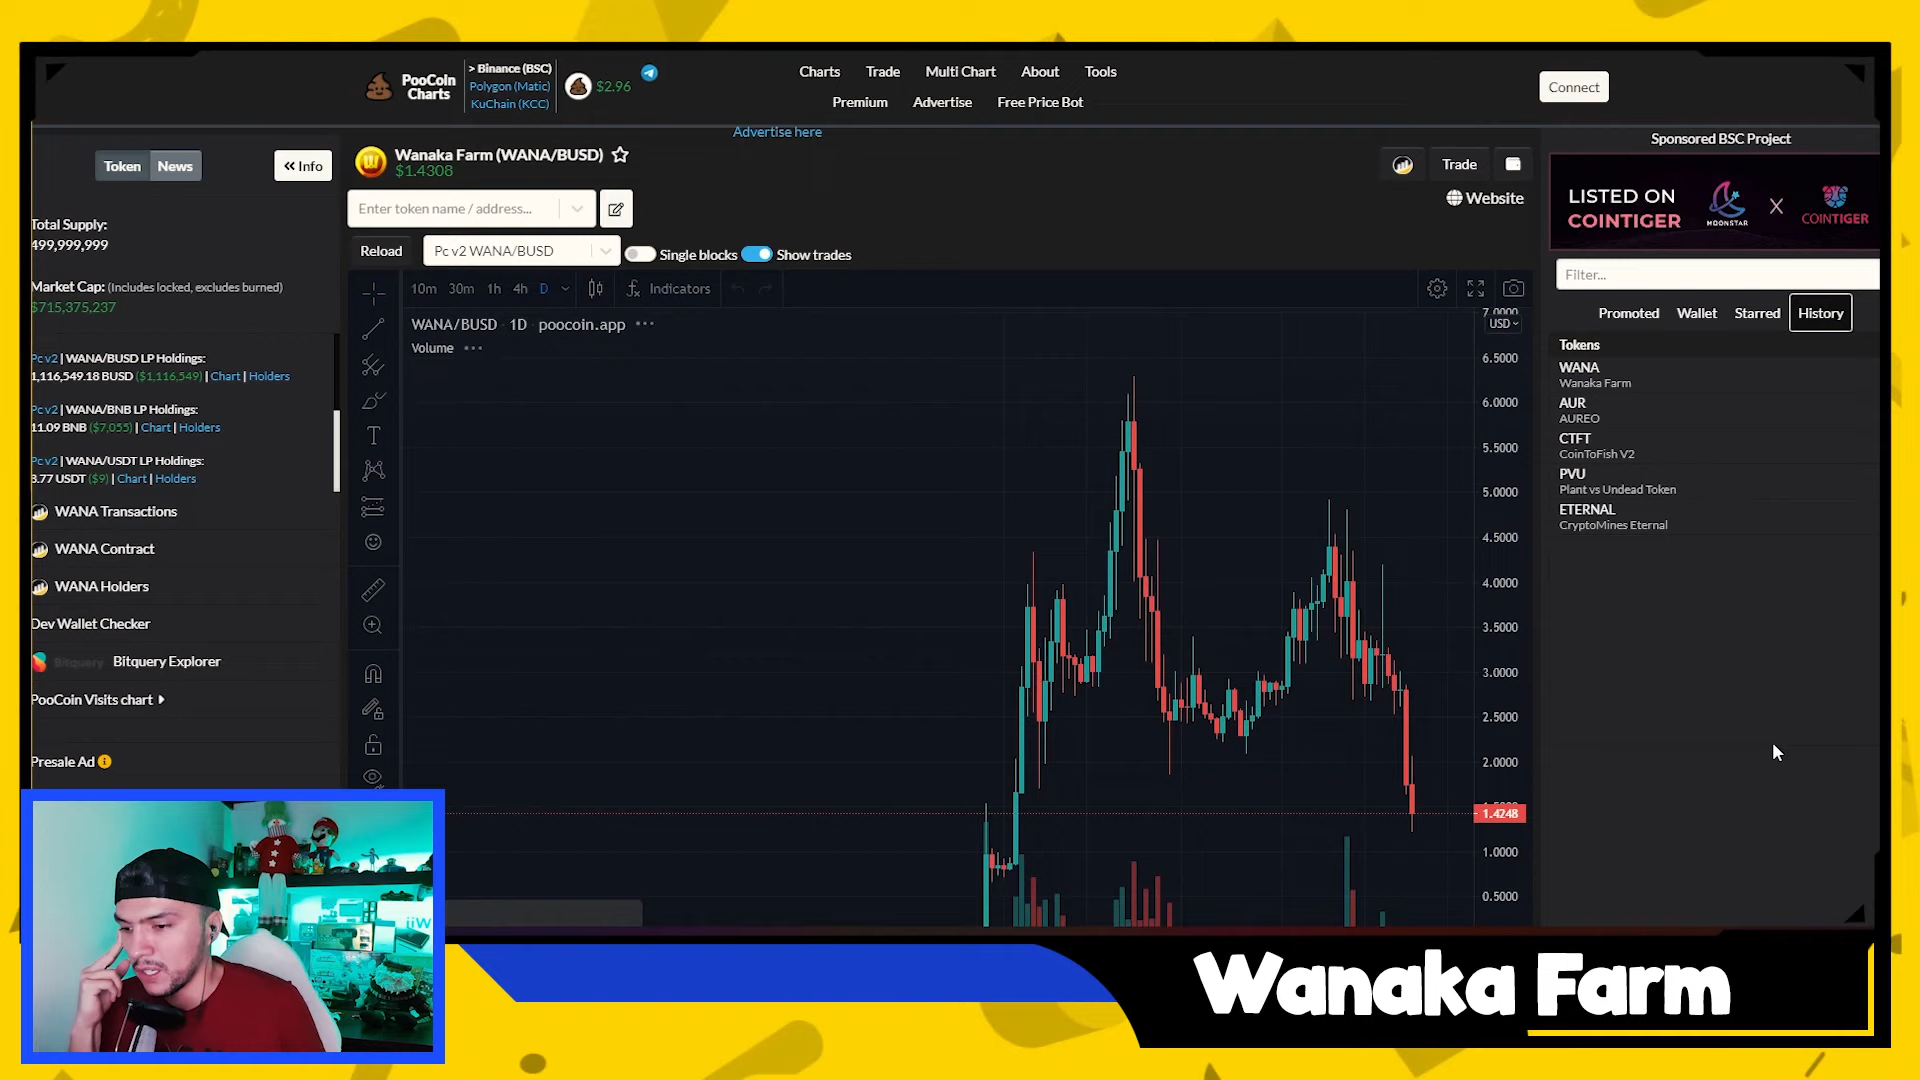 PooCoin
Charts
> Binance (BSC)
Polygon (Matic)
KuChain (KCC)
$2.96
Charts
Trade
Multi Chart
About
Tools
Premium
Advertise
Free Price Bot
Connect
Advertise here
Token
News
Info
Total Supply:
499,999,999
Market Cap: (Includes locked, excludes burned)
$715,375,237
Pc v2 | WANA/BUSD LP Holdings:
1,116,549.18 BUSD ($1,116,549) | Chart | Holders
Pc v2 | WANA/BNB LP Holdings:
11.09 BNB ($7,055) | Chart | Holders
Pc v2 | WANA/USDT LP Holdings:
8.77 USDT ($9) | Chart | Holders
WANA Transactions
WANA Contract
WANA Holders
Dev Wallet Checker
Bitquery Bitquery Explorer
PooCoin Visits chart
Presale Ad
Wanaka Farm (WANA/BUSD)
$1.4308
Trade
Website
Enter token name / address...
Reload
Pc v2 WANA/BUSD
Single blocks
Show trades
10m 30m 1h 4h D
Indicators
WANA/BUSD 1D poocoin.app
Volume
7.0000
USD
6.5000
6.0000
5.5000
5.0000
4.5000
4.0000
3.5000
3.0000
2.5000
2.0000
1.4248
1.0000
0.5000
Sponsored BSC Project
LISTED ON
COINTIGER
MOONSTAR
X
COINTIGER
Filter...
Promoted
Wallet
Starred
History
Tokens
WANA
Wanaka Farm
AUR
AUREO
CTFT
CoinToFish V2
PVU
Plant vs Undead Token
ETERNAL
CryptoMines Eternal
Wanaka Farm